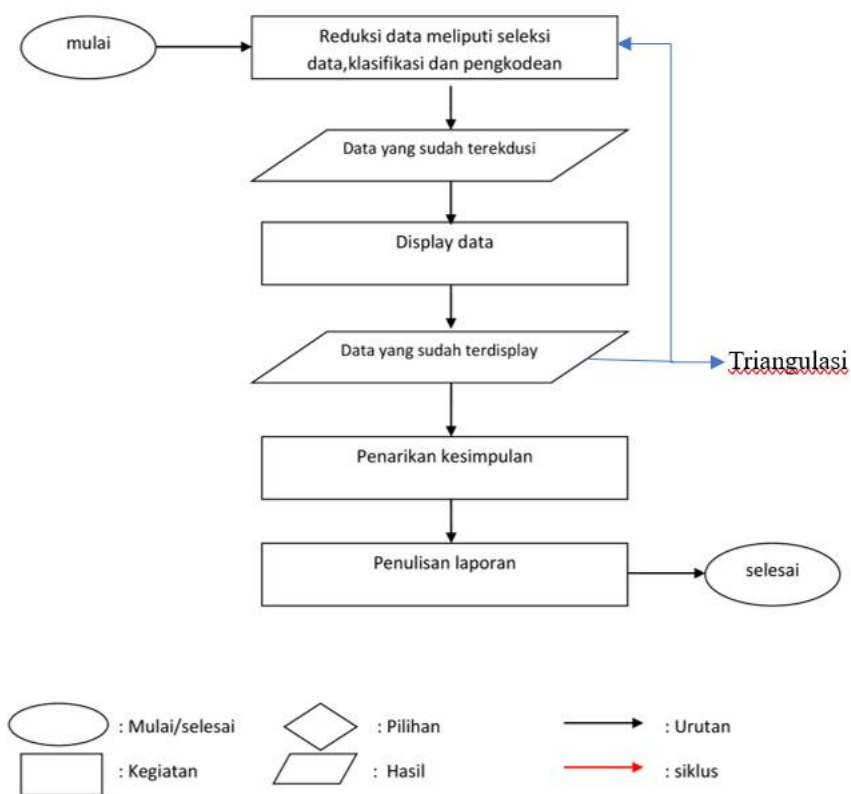 mulai
Reduksi data meliputi seleksi
data,klasifikasi dan pengkodean
Data yang sudah terekdusi
Display data
Data yang sudah terdisplay
Triangulasi
Penarikan kesimpulan
Penulisan laporan
selesai
: Mulai/selesai
: Pilihan
: Urutan
: Kegiatan
: Hasil
: siklus